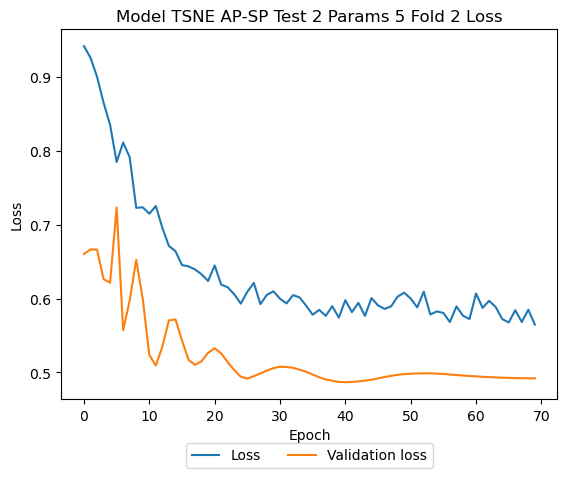 Model TSNE AP-SP Test 2 Params 5 Fold 2 Loss
Loss
0.9
0.8
0.7
0.6
0.5
0 10 20 30 40 50 60 70
Epoch
Loss Validation loss